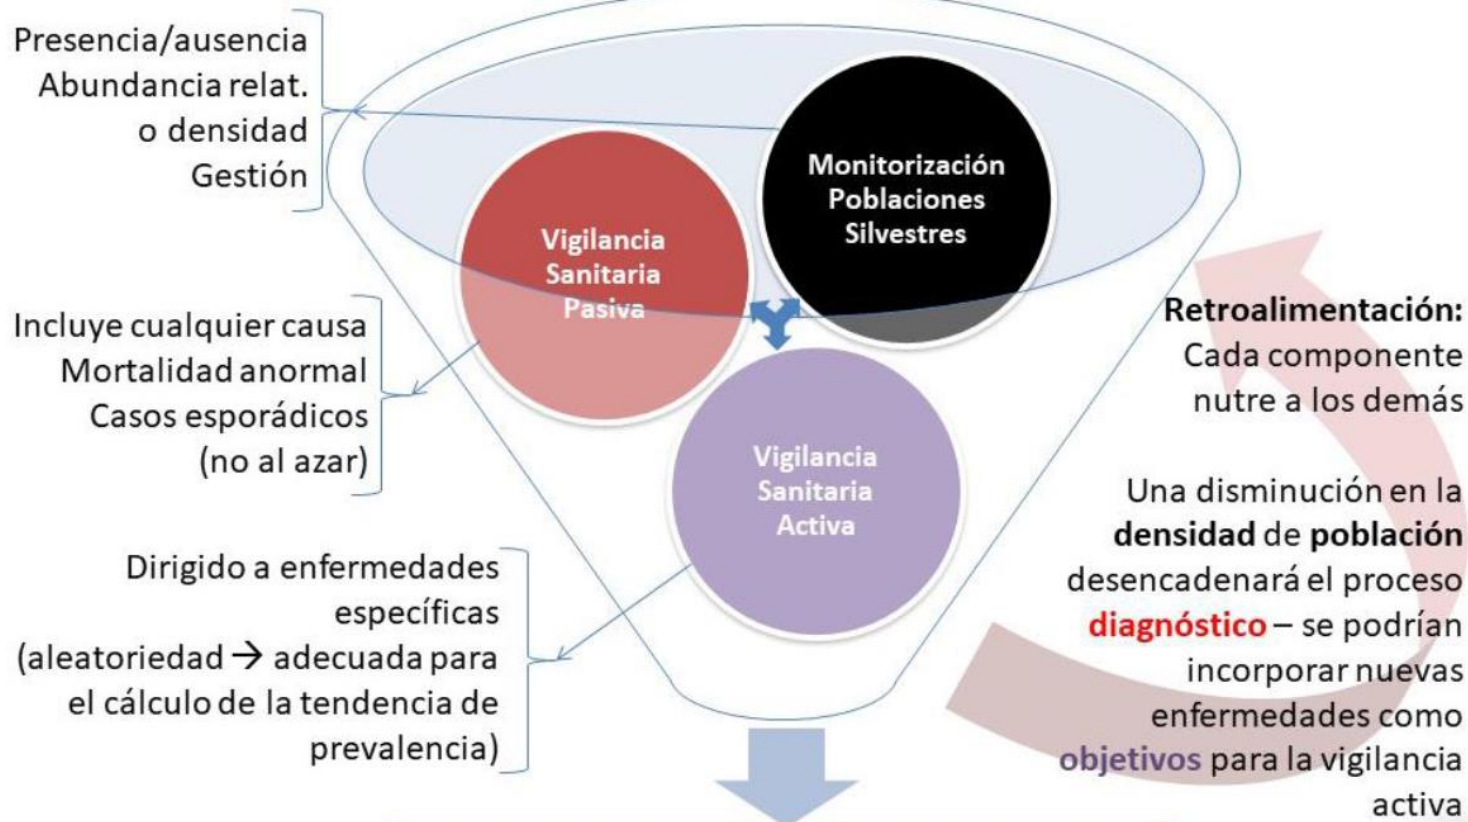 Presencia/ausencia
Abundancia relat.
o densidad
Gestión
Monitorización
Poblaciones
Silvestres
Vigilancia
Sanitaria
Pasiva
Incluye cualquier causa
Mortalidad anormal
Casos esporádicos
(no al azar)
Vigilancia
Sanitaria
Activa
Dirigido a enfermedades
específicas
(aleatoriedad → adecuada para
el cálculo de la tendencia de
prevalencia)
Retroalimentación:
Cada componente
nutre a los demás
Una disminución en la
densidad de población
desencadenará el proceso
diagnóstico – se podrían
incorporar nuevas
enfermedades como
objetivos para la vigilancia
activa